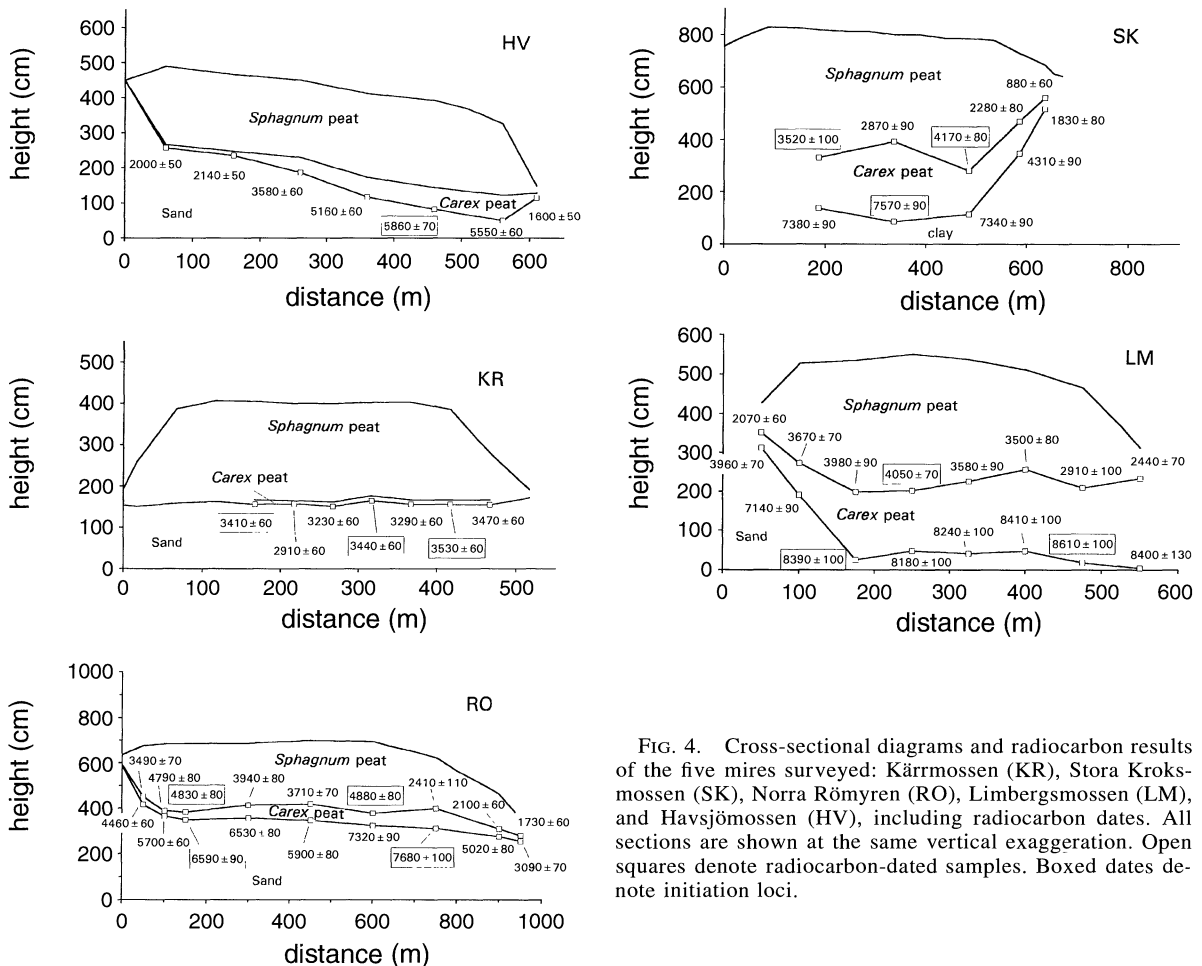 HV
height (cm)
600
500
400
300
200
100
0
Sphagnum peat
Carex peat
Sand
2000 ± 50
2140 ± 50
3580 ± 60
5160 ± 60
5860 ± 70
5550 ± 60
1600 ± 50
0 100 200 300 400 500 600
distance (m)
SK
height (cm)
800
600
400
200
0
Sphagnum peat
880 ± 60
2280 ± 80
1830 ± 80
3520 ± 100
2870 ± 90
4170 ± 80
4310 ± 90
Carex peat
7570 ± 90
7380 ± 90
7340 ± 90
clay
0 200 400 600 800
distance (m)
KR
height (cm)
500
400
300
200
100
0
Sphagnum peat
Carex peat
Sand
3410 ± 60
2910 ± 60
3230 ± 60
3440 ± 60
3290 ± 60
3530 ± 60
3470 ± 60
0 100 200 300 400 500
distance (m)
LM
height (cm)
600
500
400
300
200
100
0
Sphagnum peat
2070 ± 60
3670 ± 70
3980 ± 90
4050 ± 70
3580 ± 90
3500 ± 80
2910 ± 100
2440 ± 70
3960 ± 70
7140 ± 90
Carex peat
Sand
8390 ± 100
8180 ± 100
8240 ± 100
8410 ± 100
8610 ± 100
8400 ± 130
0 100 200 300 400 500 600
distance (m)
RO
height (cm)
1000
800
600
400
200
0
Sphagnum peat
3490 ± 70
4790 ± 80
4830 ± 80
3940 ± 80
3710 ± 70
4880 ± 80
2410 ± 110
2100 ± 60
1730 ± 60
Carex peat
4460 ± 60
5700 ± 60
6590 ± 90
6530 ± 80
5900 ± 80
7320 ± 90
7680 + 100
5020 ± 80
3090 ± 70
Sand
0 200 400 600 800 1000
distance (m)
FIG. 4. Cross-sectional diagrams and radiocarbon results
of the five mires surveyed: Kärrmossen (KR), Stora Kroks-
mossen (SK), Norra Römyren (RO), Limbergsmossen (LM),
and Havsjömossen (HV), including radiocarbon dates. All
sections are shown at the same vertical exaggeration. Open
squares denote radiocarbon-dated samples. Boxed dates de-
note initiation loci.